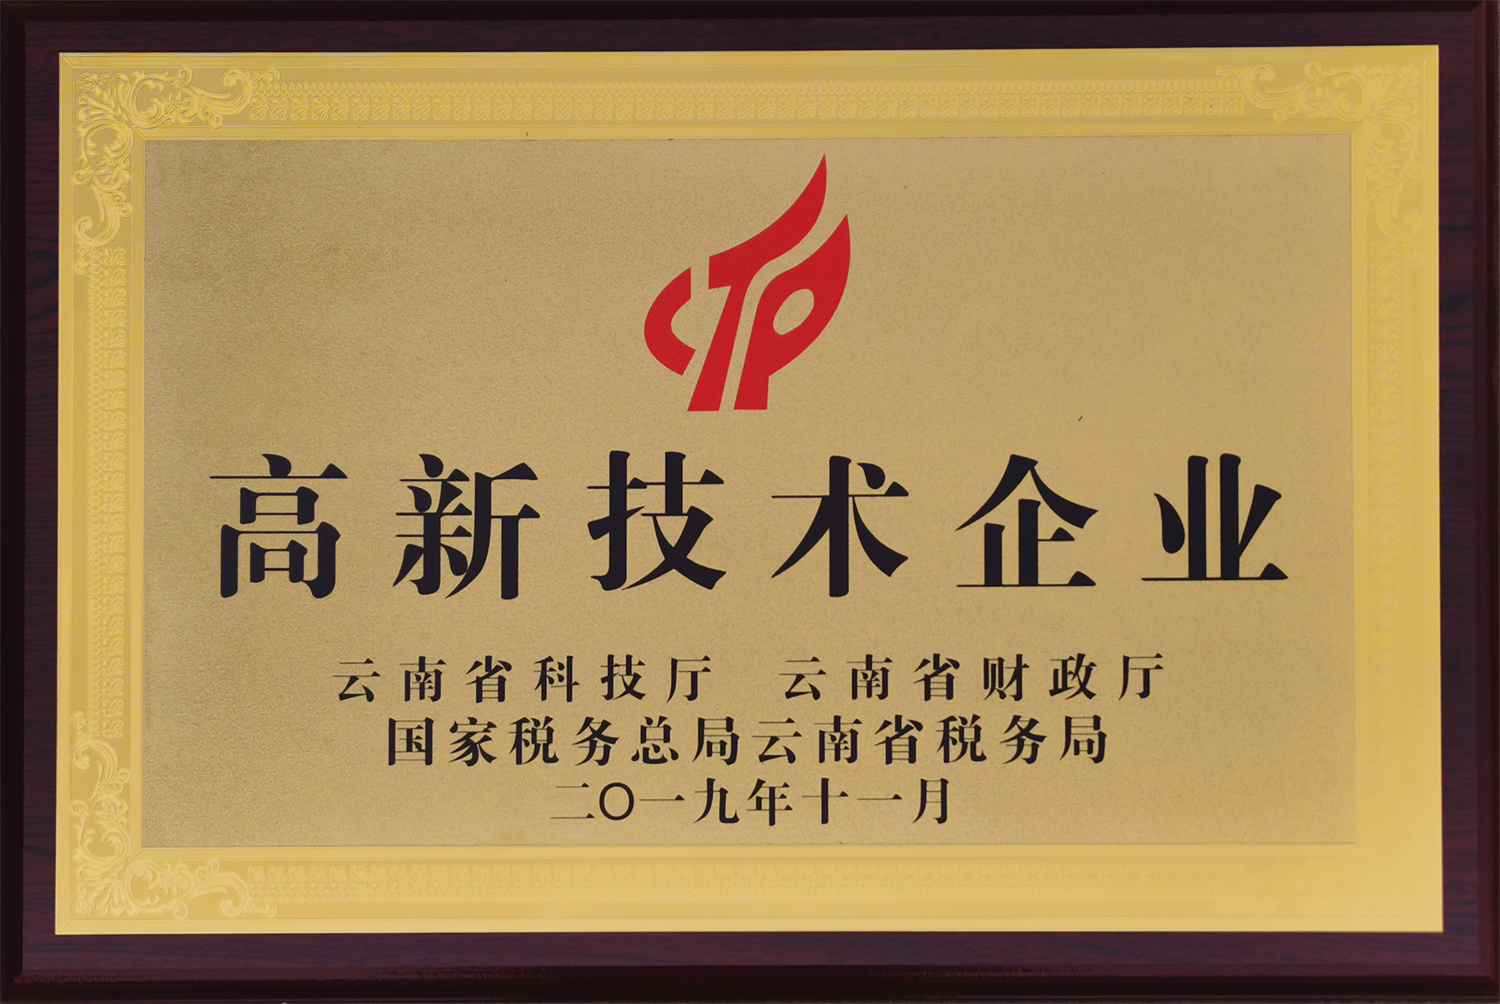 高新技术企业
云南省科技厅 云南省财政厅
国家税务总局云南省税务局
二〇一九年十一月